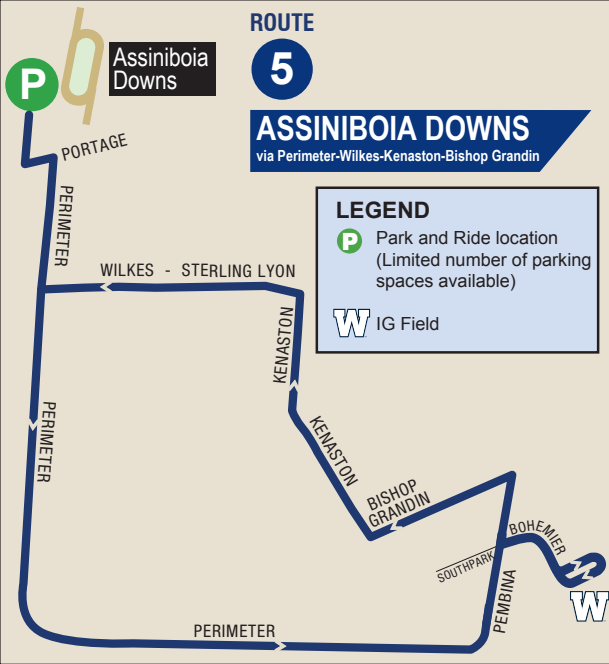 ROUTE
5
ASSINIBOIA DOWNS
via Perimeter-Wilkes-Kenaston-Bishop Grandin
P
Assiniboia
Downs
PORTAGE
PERIMETER
LEGEND
P
Park and Ride location
(Limited number of parking
spaces available)
W
IG Field
WILKES - STERLING LYON
KENASTON
PERIMETER
KENASTON
BISHOP
GRANDIN
BOHEMIER
SOUTHPARK
PEMBINA
W
PERIMETER